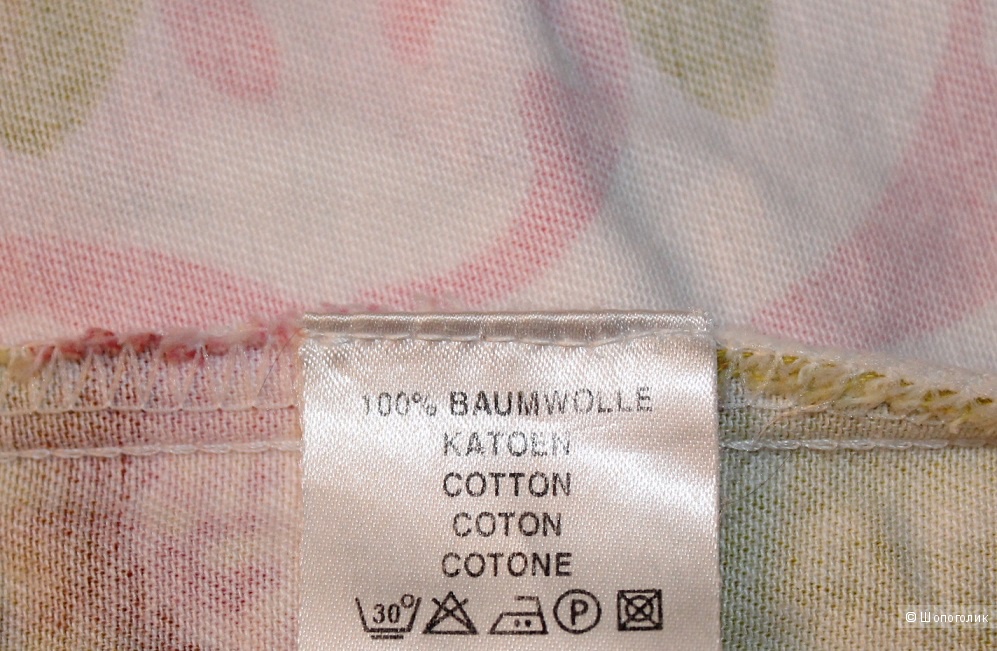 100% BAUMWOLLE
KATOEN
COTTON
COTON
COTONE
30° P
© Шопоголик